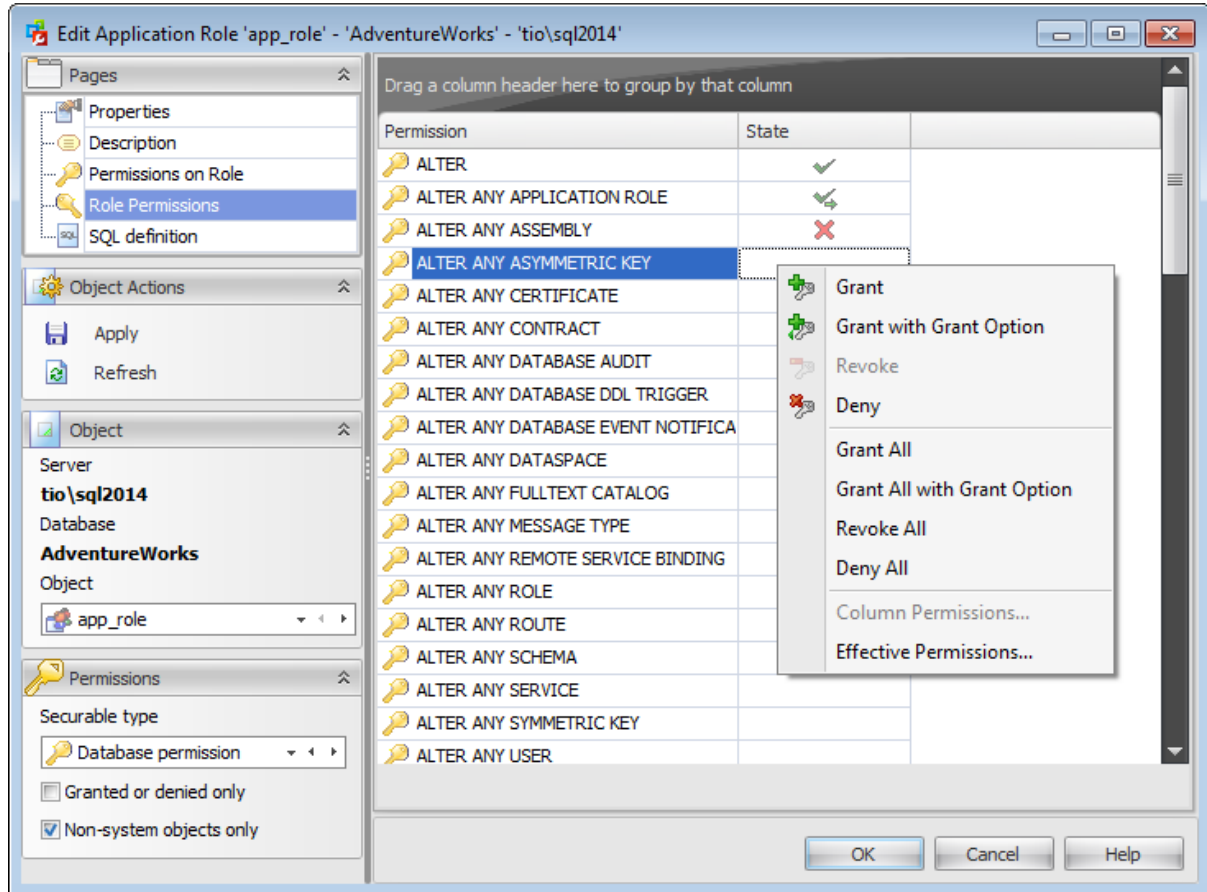 Edit Application Role 'app_role' - 'AdventureWorks' - 'tio\sql2014'
Pages
Properties
Description
Permissions on Role
Role Permissions
SQL
SQL definition
Object Actions
Apply
Refresh
Object
Server
tio\sql2014
Database
AdventureWorks
Object
app_role
Permissions
Securable type
Database permission
Granted or denied only
Non-system objects only
Drag a column header here to group by that column
Permission State
ALTER
ALTER ANY APPLICATION ROLE
ALTER ANY ASSEMBLY
ALTER ANY ASYMMETRIC KEY
ALTER ANY CERTIFICATE
ALTER ANY CONTRACT
ALTER ANY DATABASE AUDIT
ALTER ANY DATABASE DDL TRIGGER
ALTER ANY DATABASE EVENT NOTIFICA
ALTER ANY DATASPACE
ALTER ANY FULLTEXT CATALOG
ALTER ANY MESSAGE TYPE
ALTER ANY REMOTE SERVICE BINDING
ALTER ANY ROLE
ALTER ANY ROUTE
ALTER ANY SCHEMA
ALTER ANY SERVICE
ALTER ANY SYMMETRIC KEY
ALTER ANY USER
Grant
Grant with Grant Option
Revoke
Deny
Grant All
Grant All with Grant Option
Revoke All
Deny All
Column Permissions...
Effective Permissions...
OK Cancel Help